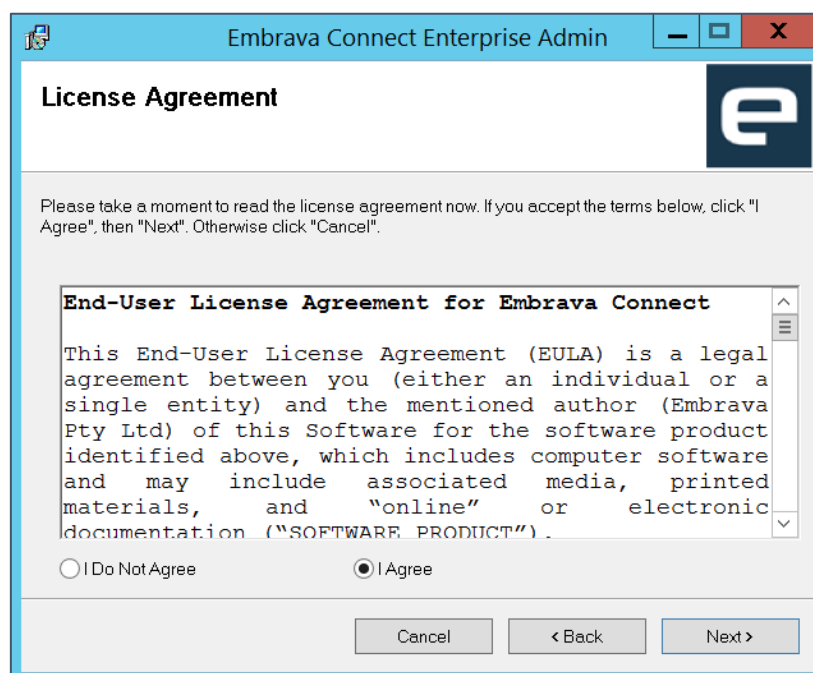 Embrava Connect Enterprise Admin
X
License Agreement
e
Please take a moment to read the license agreement now. If you accept the terms below, click "I
Agree", then "Next". Otherwise click "Cancel".
End-User License Agreement for Embrava Connect
This End-User License Agreement (EULA) is a legal
agreement between you (either an individual or a
single entity) and the mentioned author (Embrava
Pty Ltd) of this Software for the software product
identified above, which includes computer software
and may include associated media, printed
materials, and “online” or electronic
documentation (“SOFTWARE PRODUCT”).
I Do Not Agree I Agree
Cancel < Back Next >